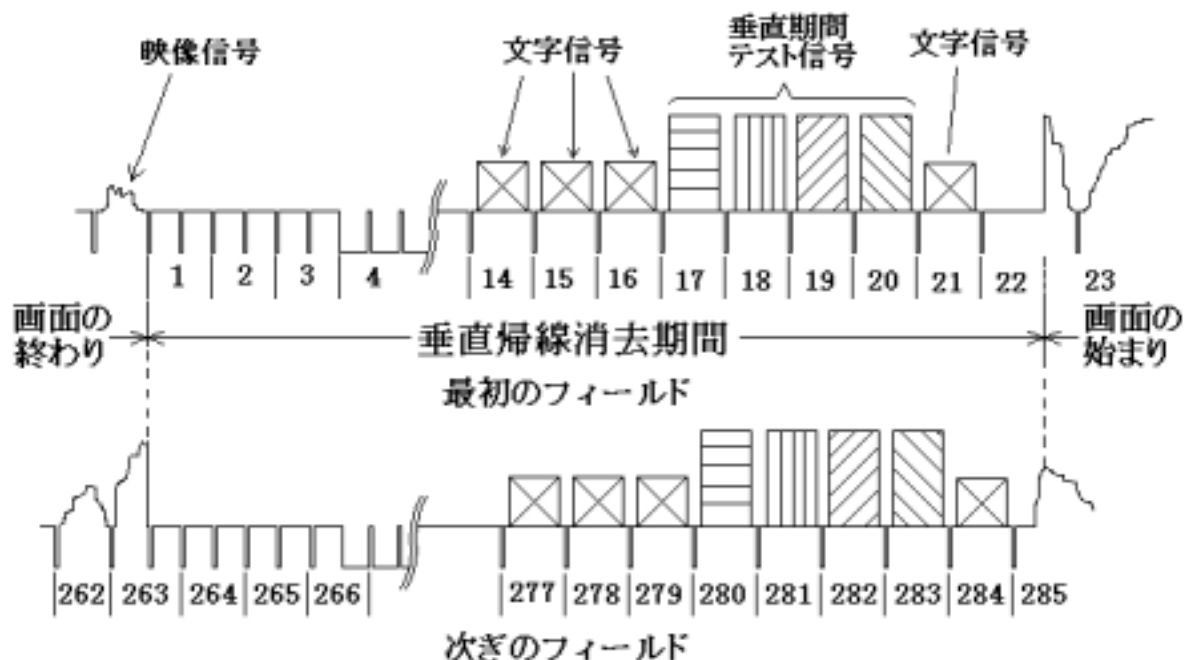 映像信号
文字信号
垂直期間
テスト信号
文字信号
1 2 3 4 14 15 16 17 18 19 20 21 22 23
画面の
終わり
垂直帰線消去期間
画面の
始まり
最初のフィールド
262 263 264 265 266 277 278 279 280 281 282 283 284 285
次ぎのフィールド